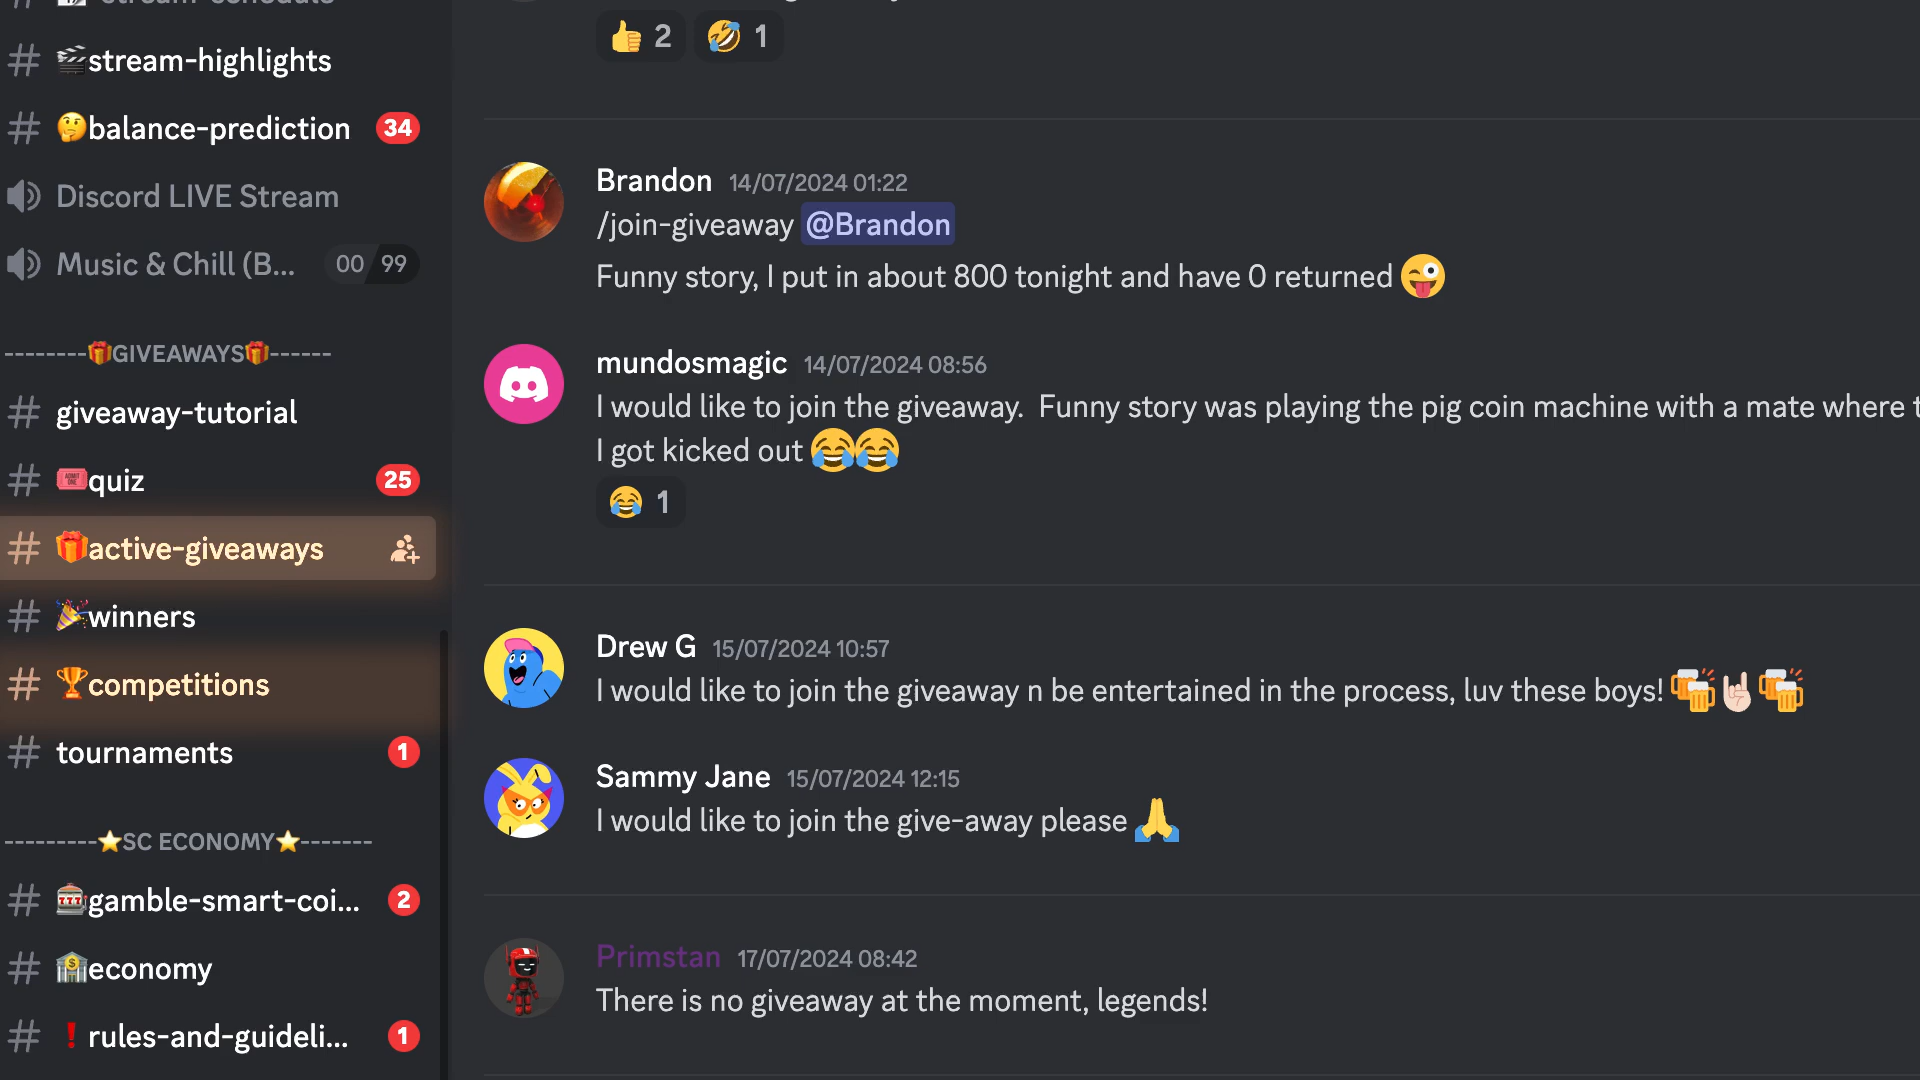 stream-highlights
balance-prediction 34
Discord LIVE Stream
Music & Chill (B... 00 99
--------GIVEAWAYS------
giveaway-tutorial
quiz 25
active-giveaways
winners
competitions
tournaments 1
---------SC ECONOMY-------
gamble-smart-coi... 2
economy
rules-and-guideli... 1
2 1
Brandon 14/07/2024 01:22
/join-giveaway @Brandon
Funny story, I put in about 800 tonight and have 0 returned
mundosmagic 14/07/2024 08:56
I would like to join the giveaway. Funny story was playing the pig coin machine with a mate where
I got kicked out
1
Drew G 15/07/2024 10:57
I would like to join the giveaway n be entertained in the process, luv these boys!
Sammy Jane 15/07/2024 12:15
I would like to join the give-away please
Primstan 17/07/2024 08:42
There is no giveaway at the moment, legends!